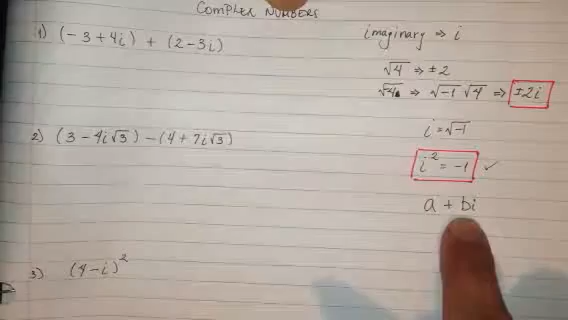 COMPLEX NUMBERS
1) (-3+4i) + (2-3i)
imaginary ⇒ i
√4 ⇒ ±2
√-4 ⇒ √-1 √4 ⇒ ±2i
i = √-1
2) (3 - 4i√3) - (4 + 7i√3)
i² = -1 ✓
a + bi
3) (4-i)²